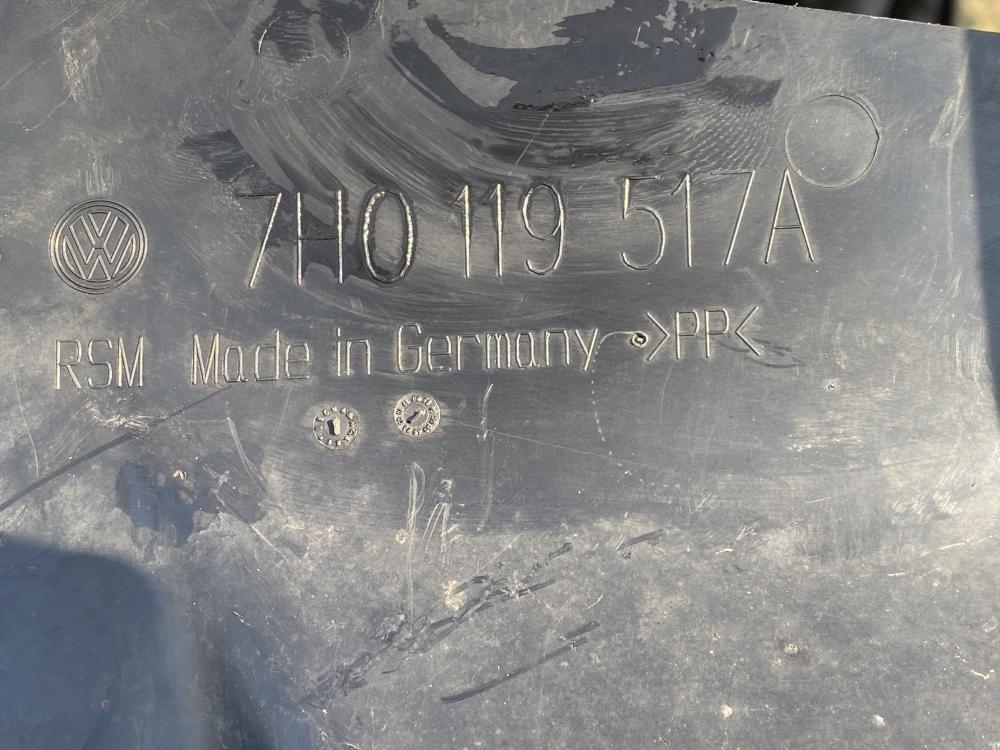 7H0 119 517A
RSM Made in Germany >PP<